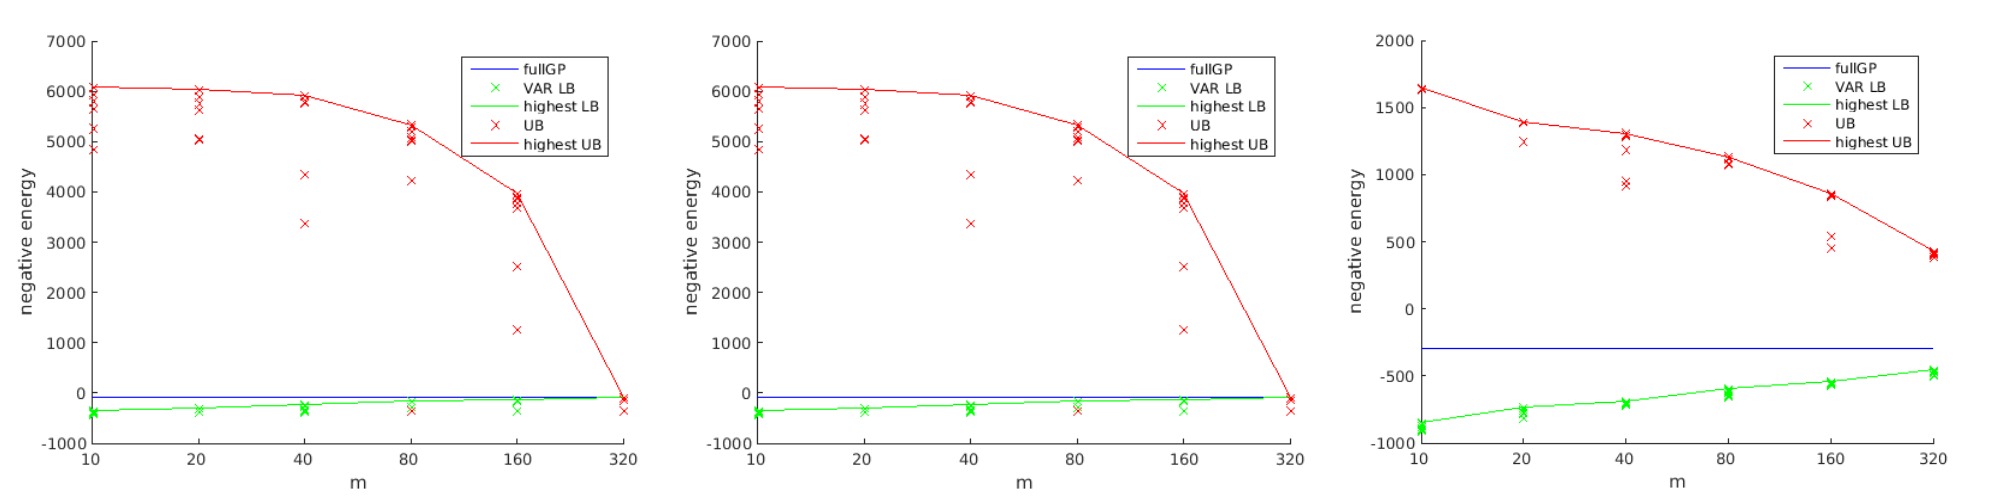 7000
6000
5000
4000
3000
2000
1000
0
-1000
negative energy
10 20 40 80 160 320
m
fullGP
VAR LB
highest LB
UB
highest UB
7000
6000
5000
4000
3000
2000
1000
0
-1000
negative energy
10 20 40 80 160 320
m
fullGP
VAR LB
highest LB
UB
highest UB
2000
1500
1000
500
0
-500
-1000
negative energy
10 20 40 80 160 320
m
fullGP
VAR LB
highest LB
UB
highest UB